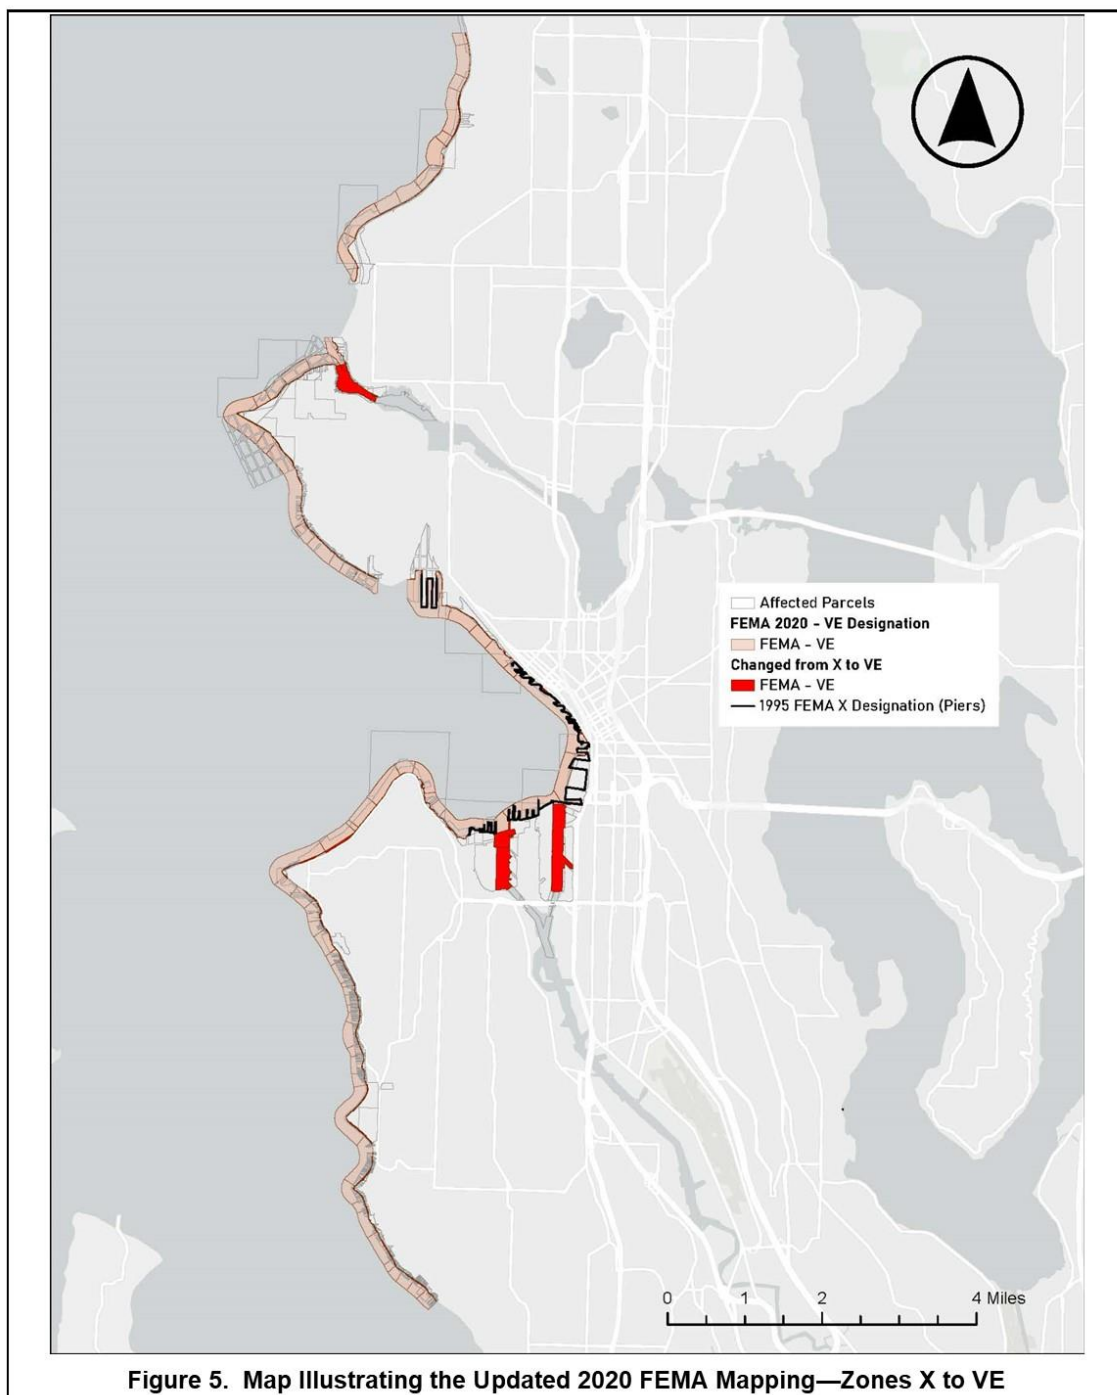 Affected Parcels
FEMA 2020 - VE Designation
FEMA - VE
Changed from X to VE
FEMA - VE
1995 FEMA X Designation (Piers)
0 1 2 4 Miles
Figure 5. Map Illustrating the Updated 2020 FEMA Mapping—Zones X to VE